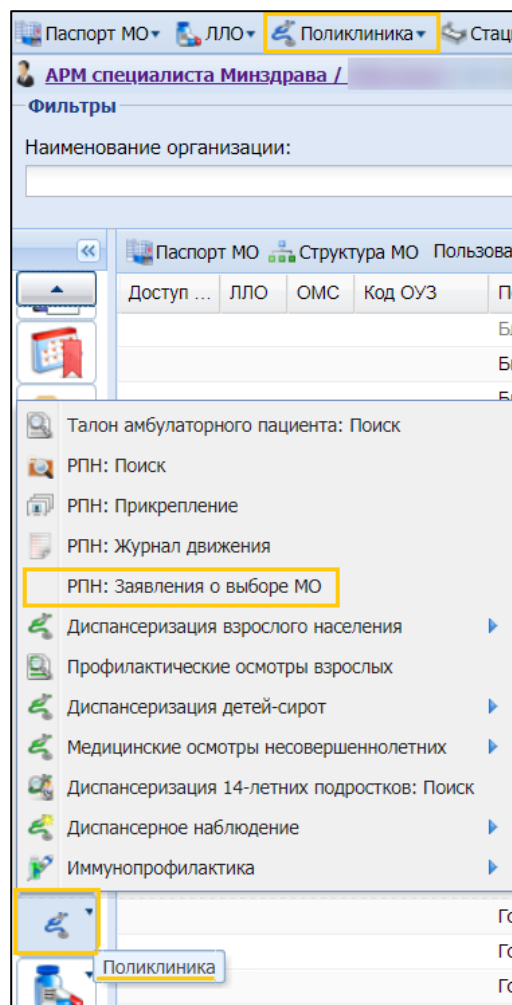 Паспорт МО ЛЛО Поликлиника Стац
АРМ специалиста Минздрава /
Фильтры
Наименование организации:
Паспорт МО Структура МО Пользова
Доступ ... ЛЛО ОМС Код ОУЗ
Талон амбулаторного пациента: Поиск
РПН: Поиск
РПН: Прикрепление
РПН: Журнал движения
РПН: Заявления о выборе МО
Диспансеризация взрослого населения
Профилактические осмотры взрослых
Диспансеризация детей-сирот
Медицинские осмотры несовершеннолетних
Диспансеризация 14-летних подростков: Поиск
Диспансерное наблюдение
Иммунопрофилактика
Го
Поликлиника
Го
Го